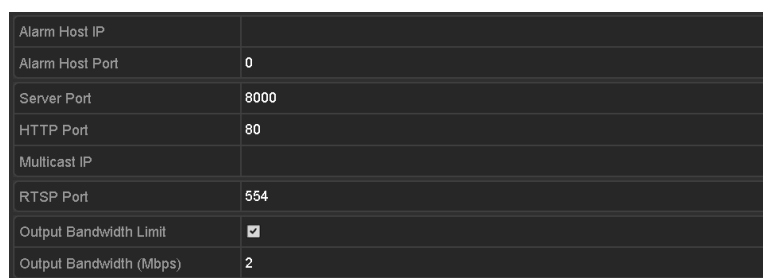 Alarm Host IP
Alarm Host Port 0
Server Port 8000
HTTP Port 80
Multicast IP
RTSP Port 554
Output Bandwidth Limit
Output Bandwidth (Mbps) 2